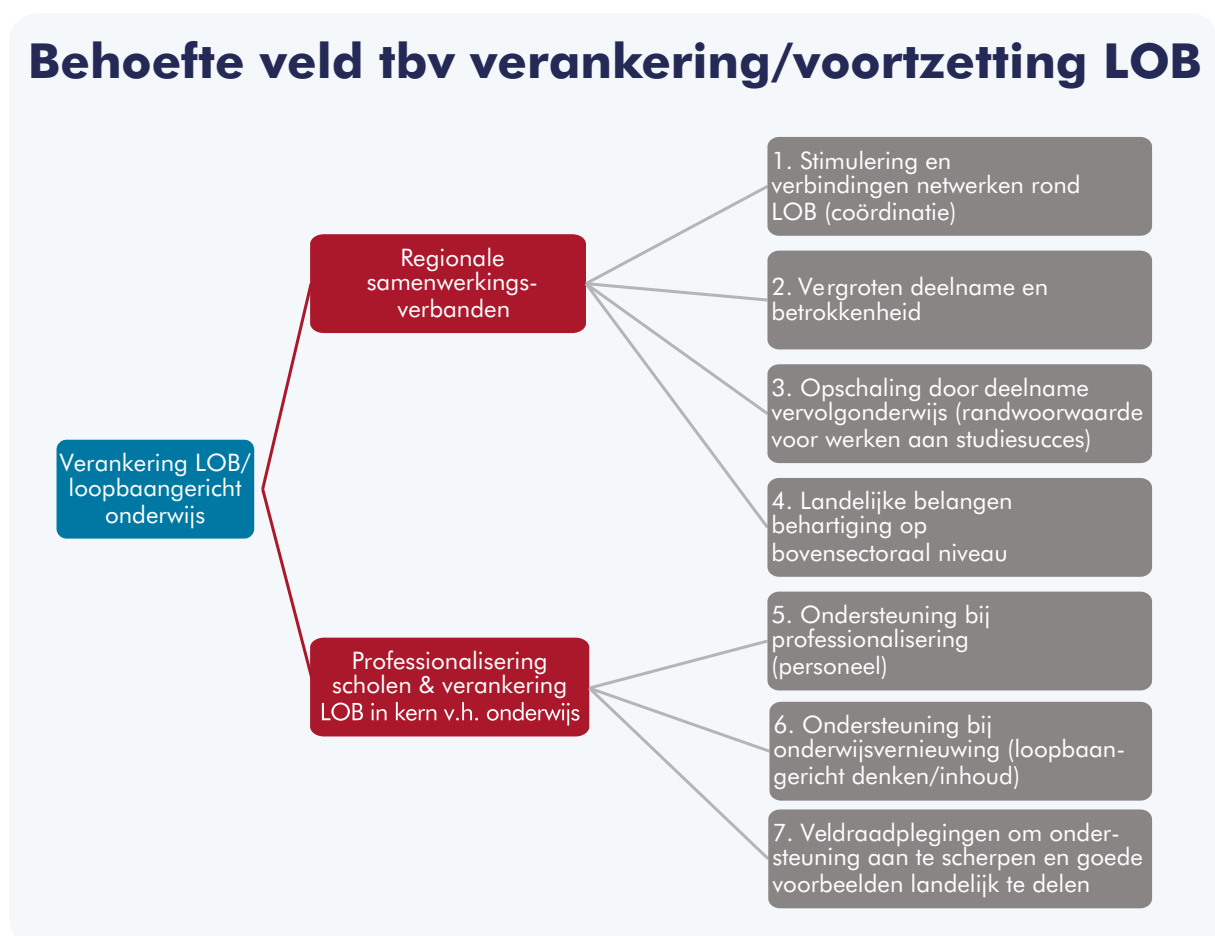 Behoefte veld tbv verankering/voortzetting LOB
Verankering LOB/
loopbaangericht
onderwijs
Regionale
samenwerkings-
verbanden
1. Stimulering en
verbindingen netwerken rond
LOB (coördinatie)
2. Vergroten deelname en
betrokkenheid
3. Opschaling door deelname
vervolgonderwijs (randwoorwaarde
voor werken aan studiesucces)
4. Landelijke belangen
behartiging op
bovensectoraal niveau
Professionalisering
scholen & verankering
LOB in kern v.h. onderwijs
5. Ondersteuning bij
professionalisering
(personeel)
6. Ondersteuning bij
onderwijsvernieuwing (loopbaan-
gericht denken/inhoud)
7. Veldraadplegingen om onder-
steuning aan te scherpen en goede
voorbeelden landelijk te delen